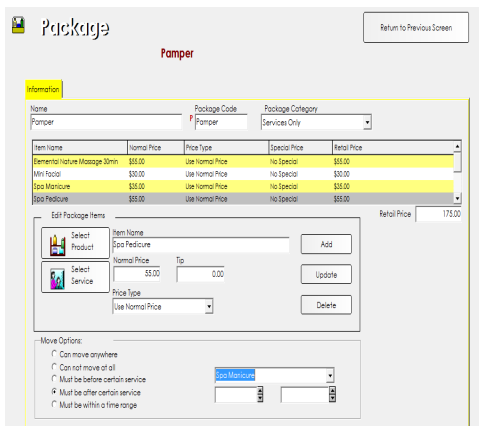 Package
Return to Previous Screen
Pamper
Information
Name Package Code Package Category
Pamper P Pamper Services Only
Item Name Normal Price Price Type Special Price Retail Price
Elemental Nature Massage 30min $55.00 Use Normal Price No Special $55.00
Mini Facial $30.00 Use Normal Price No Special $30.00
Spa Manicure $35.00 Use Normal Price No Special $35.00
Spa Pedicure $55.00 Use Normal Price No Special $55.00
Edit Package Items Retail Price 175.00
Select Product
Item Name
Spa Pedicure
Add
Select Service
Normal Price Tip
55.00 0.00
Update
Price Type
Use Normal Price
Delete
Move Options:
Can move anywhere
Can not move at all
Must be before certain service
Spa Manicure
Must be after certain service
Must be within a time range